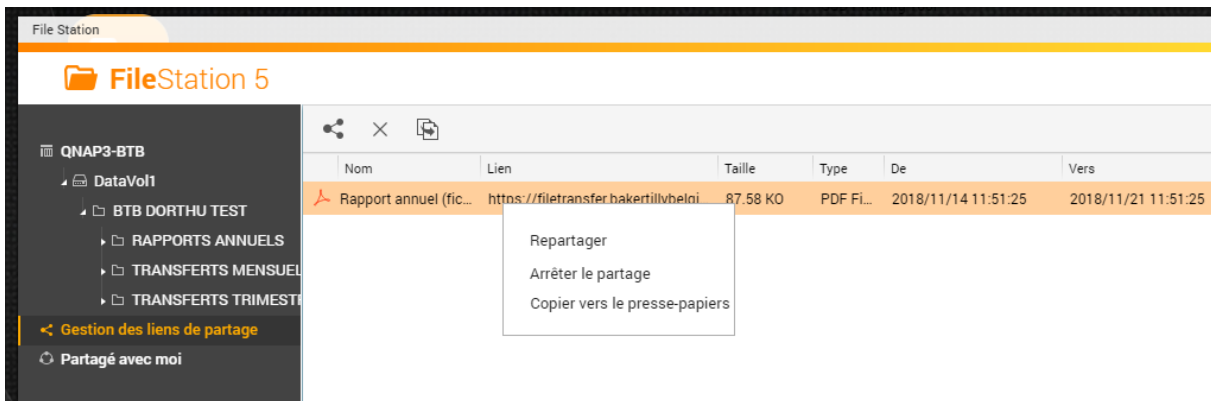 File Station
FileStation 5
QNAP3-BTB
DataVol1
BTB DORTHU TEST
RAPPORTS ANNUELS
TRANSFERTS MENSUEL
TRANSFERTS TRIMEST
Gestion des liens de partage
Partagé avec moi
Nom Lien Taille Type De Vers
Rapport annuel (fic... https://filetransfer.bakertillybelgi... 87.58 KO PDF Fi... 2018/11/14 11:51:25 2018/11/21 11:51:25
Repartager
Arrêter le partage
Copier vers le presse-papiers